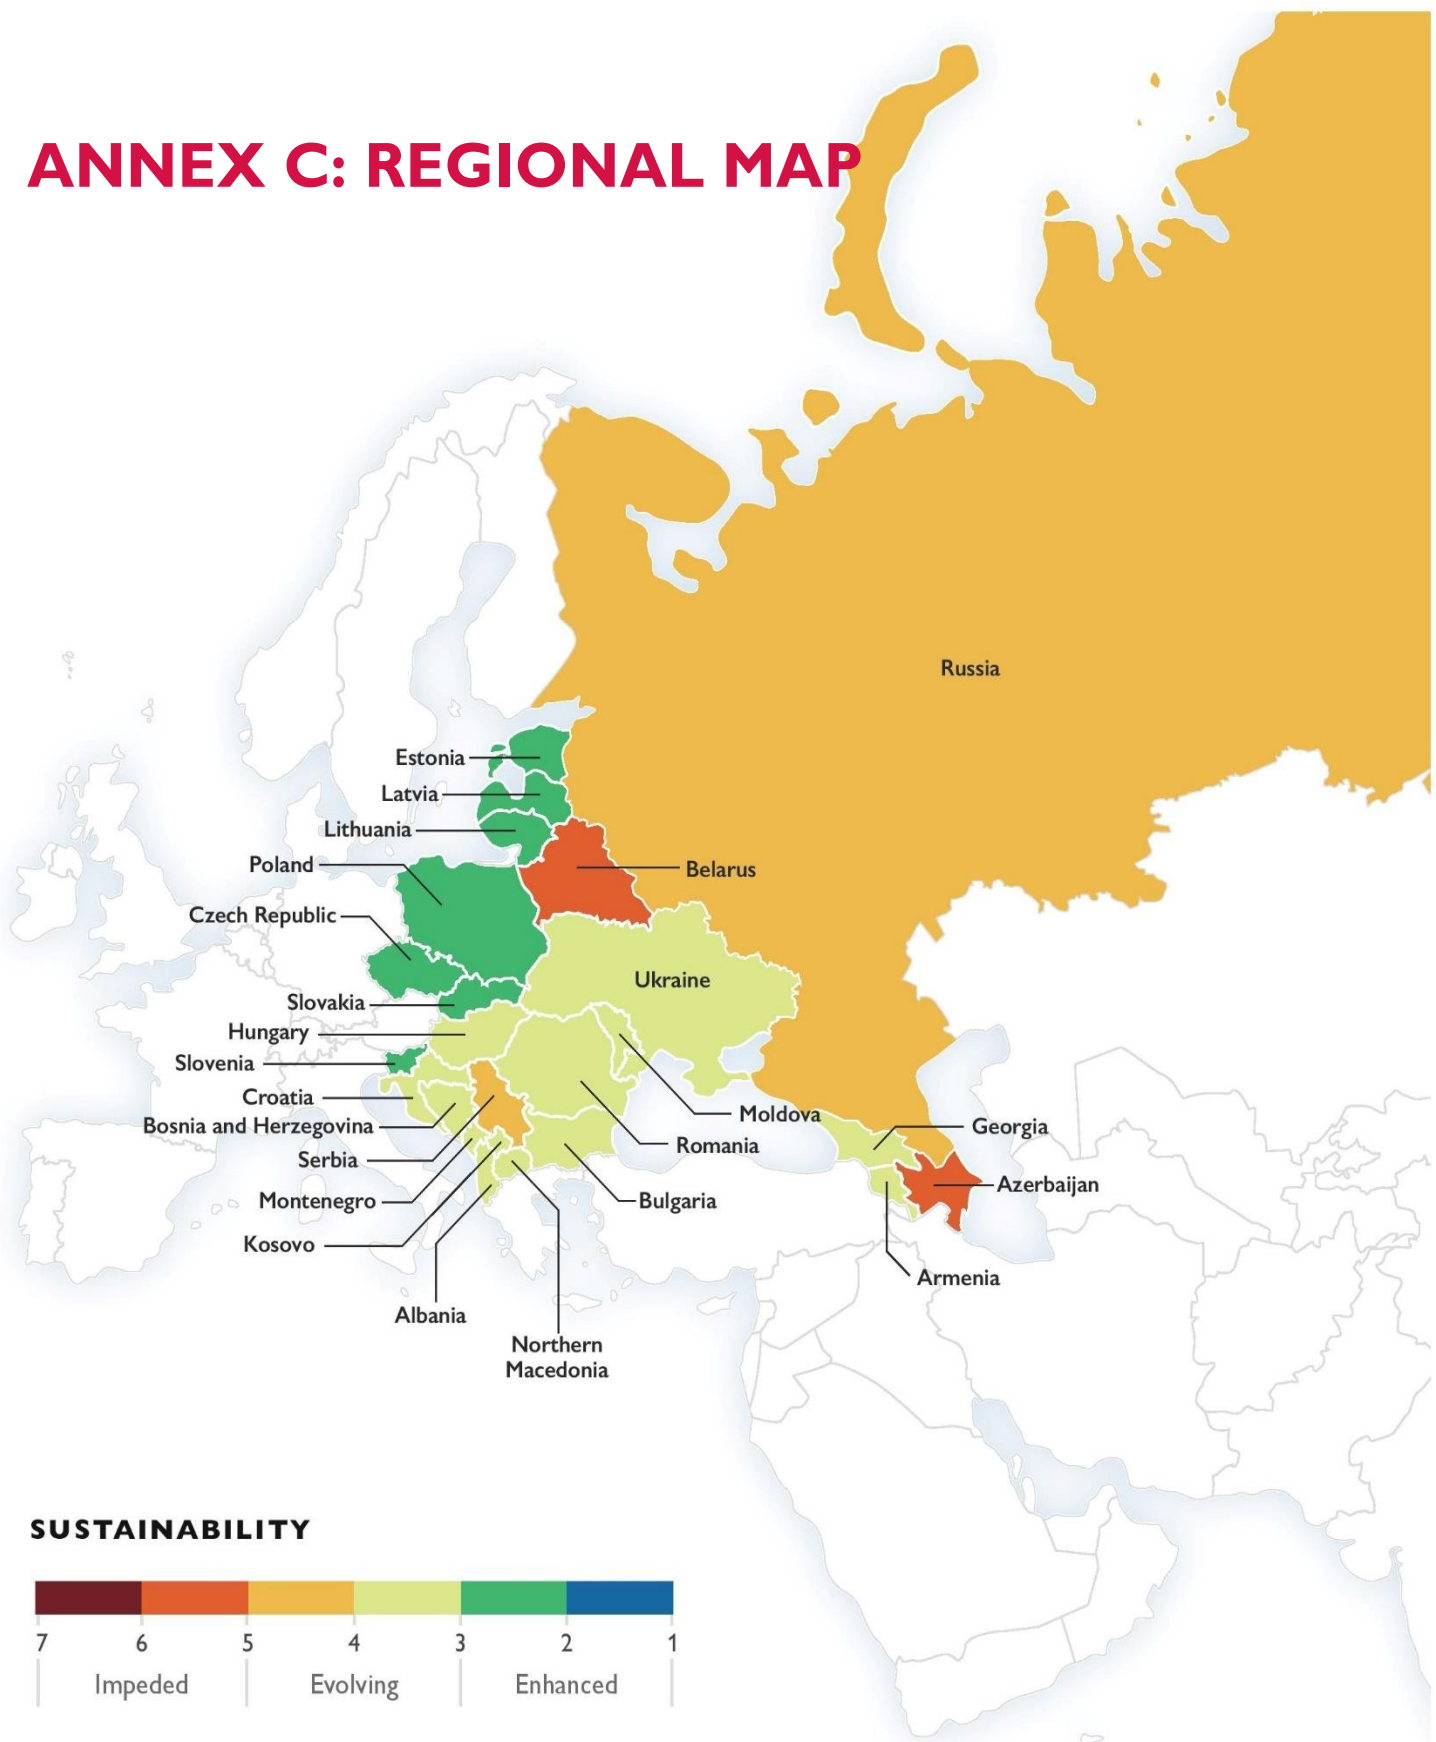 ANNEX C: REGIONAL MAP
Russia
Estonia
Latvia
Lithuania
Poland
Belarus
Czech Republic
Ukraine
Slovakia
Hungary
Slovenia
Croatia
Moldova
Bosnia and Herzegovina
Georgia
Romania
Serbia
Azerbaijan
Montenegro
Bulgaria
Kosovo
Armenia
Albania
Northern
Macedonia
SUSTAINABILITY
7 6 5 4 3 2 1
Impeded Evolving Enhanced